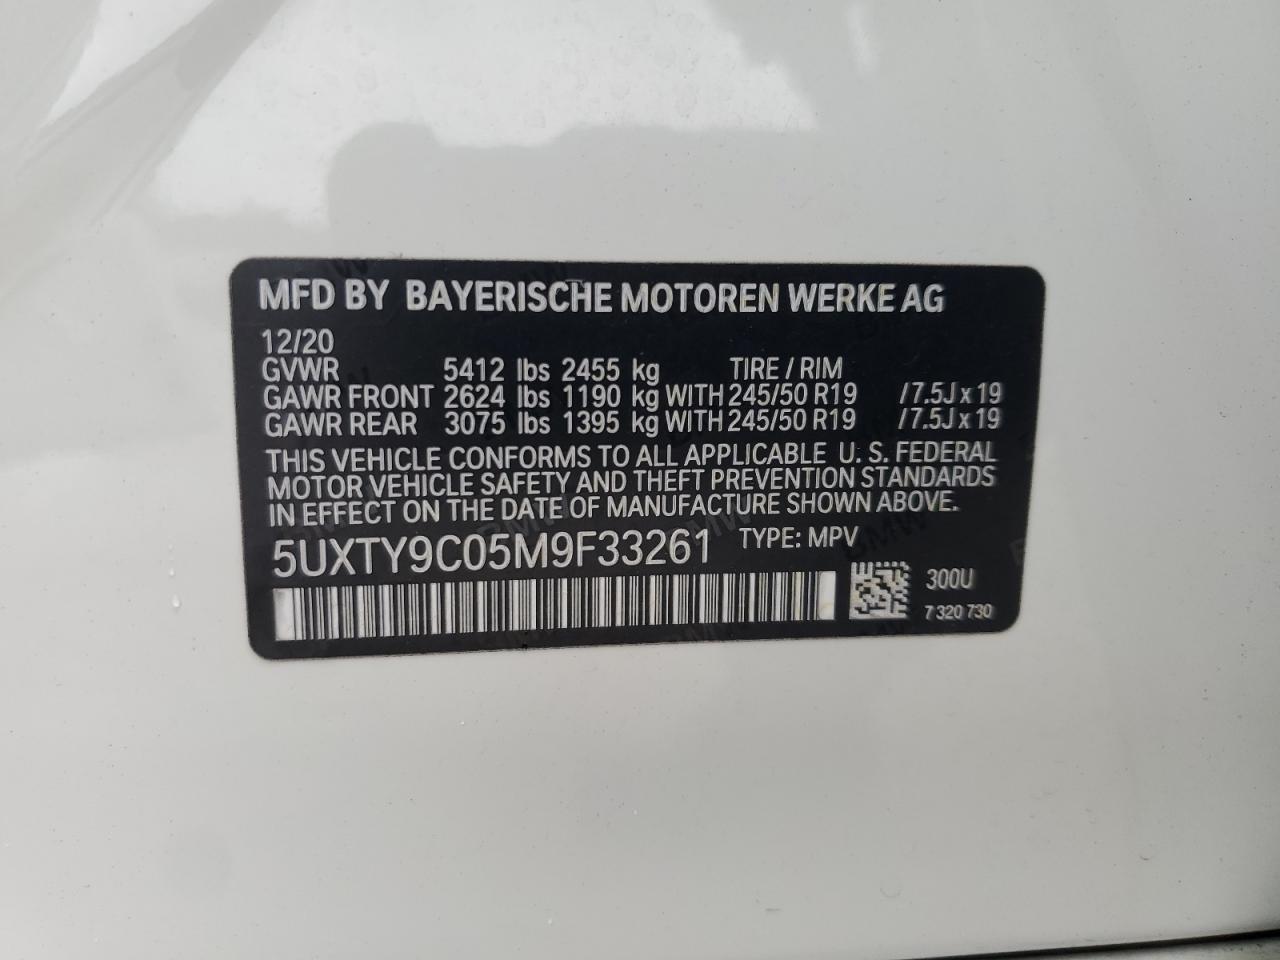 MFD BY BAYERISCHE MOTOREN WERKE AG
12/20
GVWR 5412 lbs 2455 kg TIRE / RIM
GAWR FRONT 2624 lbs 1190 kg WITH 245/50 R19 /7.5J x 19
GAWR REAR 3075 lbs 1395 kg WITH 245/50 R19 /7.5J x 19
THIS VEHICLE CONFORMS TO ALL APPLICABLE U. S. FEDERAL
MOTOR VEHICLE SAFETY AND THEFT PREVENTION STANDARDS
IN EFFECT ON THE DATE OF MANUFACTURE SHOWN ABOVE.
5UXTY9C05M9F33261 TYPE: MPV
300U
7 320 730